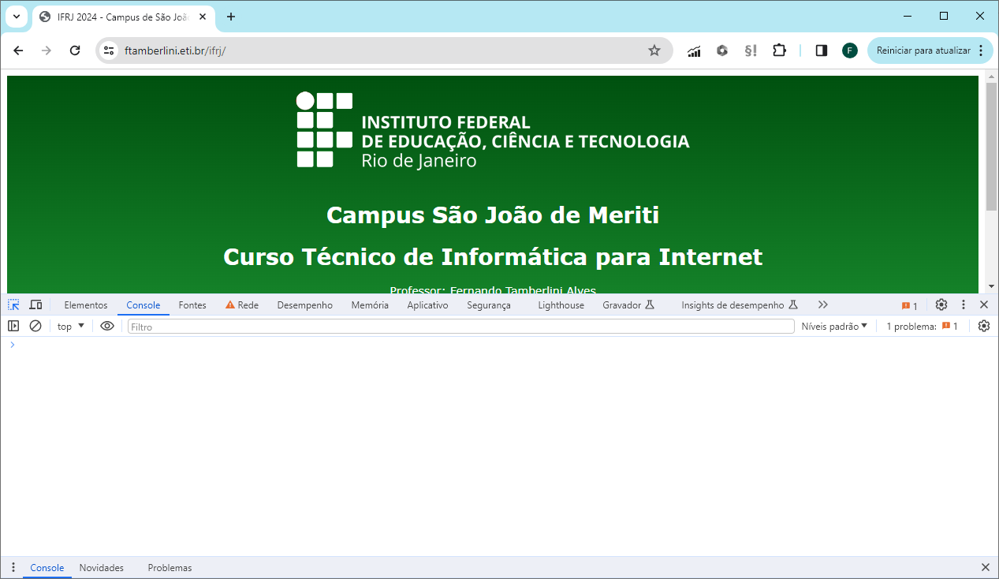 IFRJ 2024 - Campus de São Joã
ftamberlini.eti.br/ifrj/
§!
F
Reiniciar para atualizar
INSTITUTO FEDERAL
DE EDUCAÇÃO, CIÊNCIA E TECNOLOGIA
Rio de Janeiro
Campus São João de Meriti
Curso Técnico de Informática para Internet
Professor: Fernando Tamberlini Alves
Elementos Console Fontes Rede Desempenho Memória Aplicativo Segurança Lighthouse Gravador Insights de desempenho 1
top Filtro Níveis padrão 1 problema: 1
Console Novidades Problemas